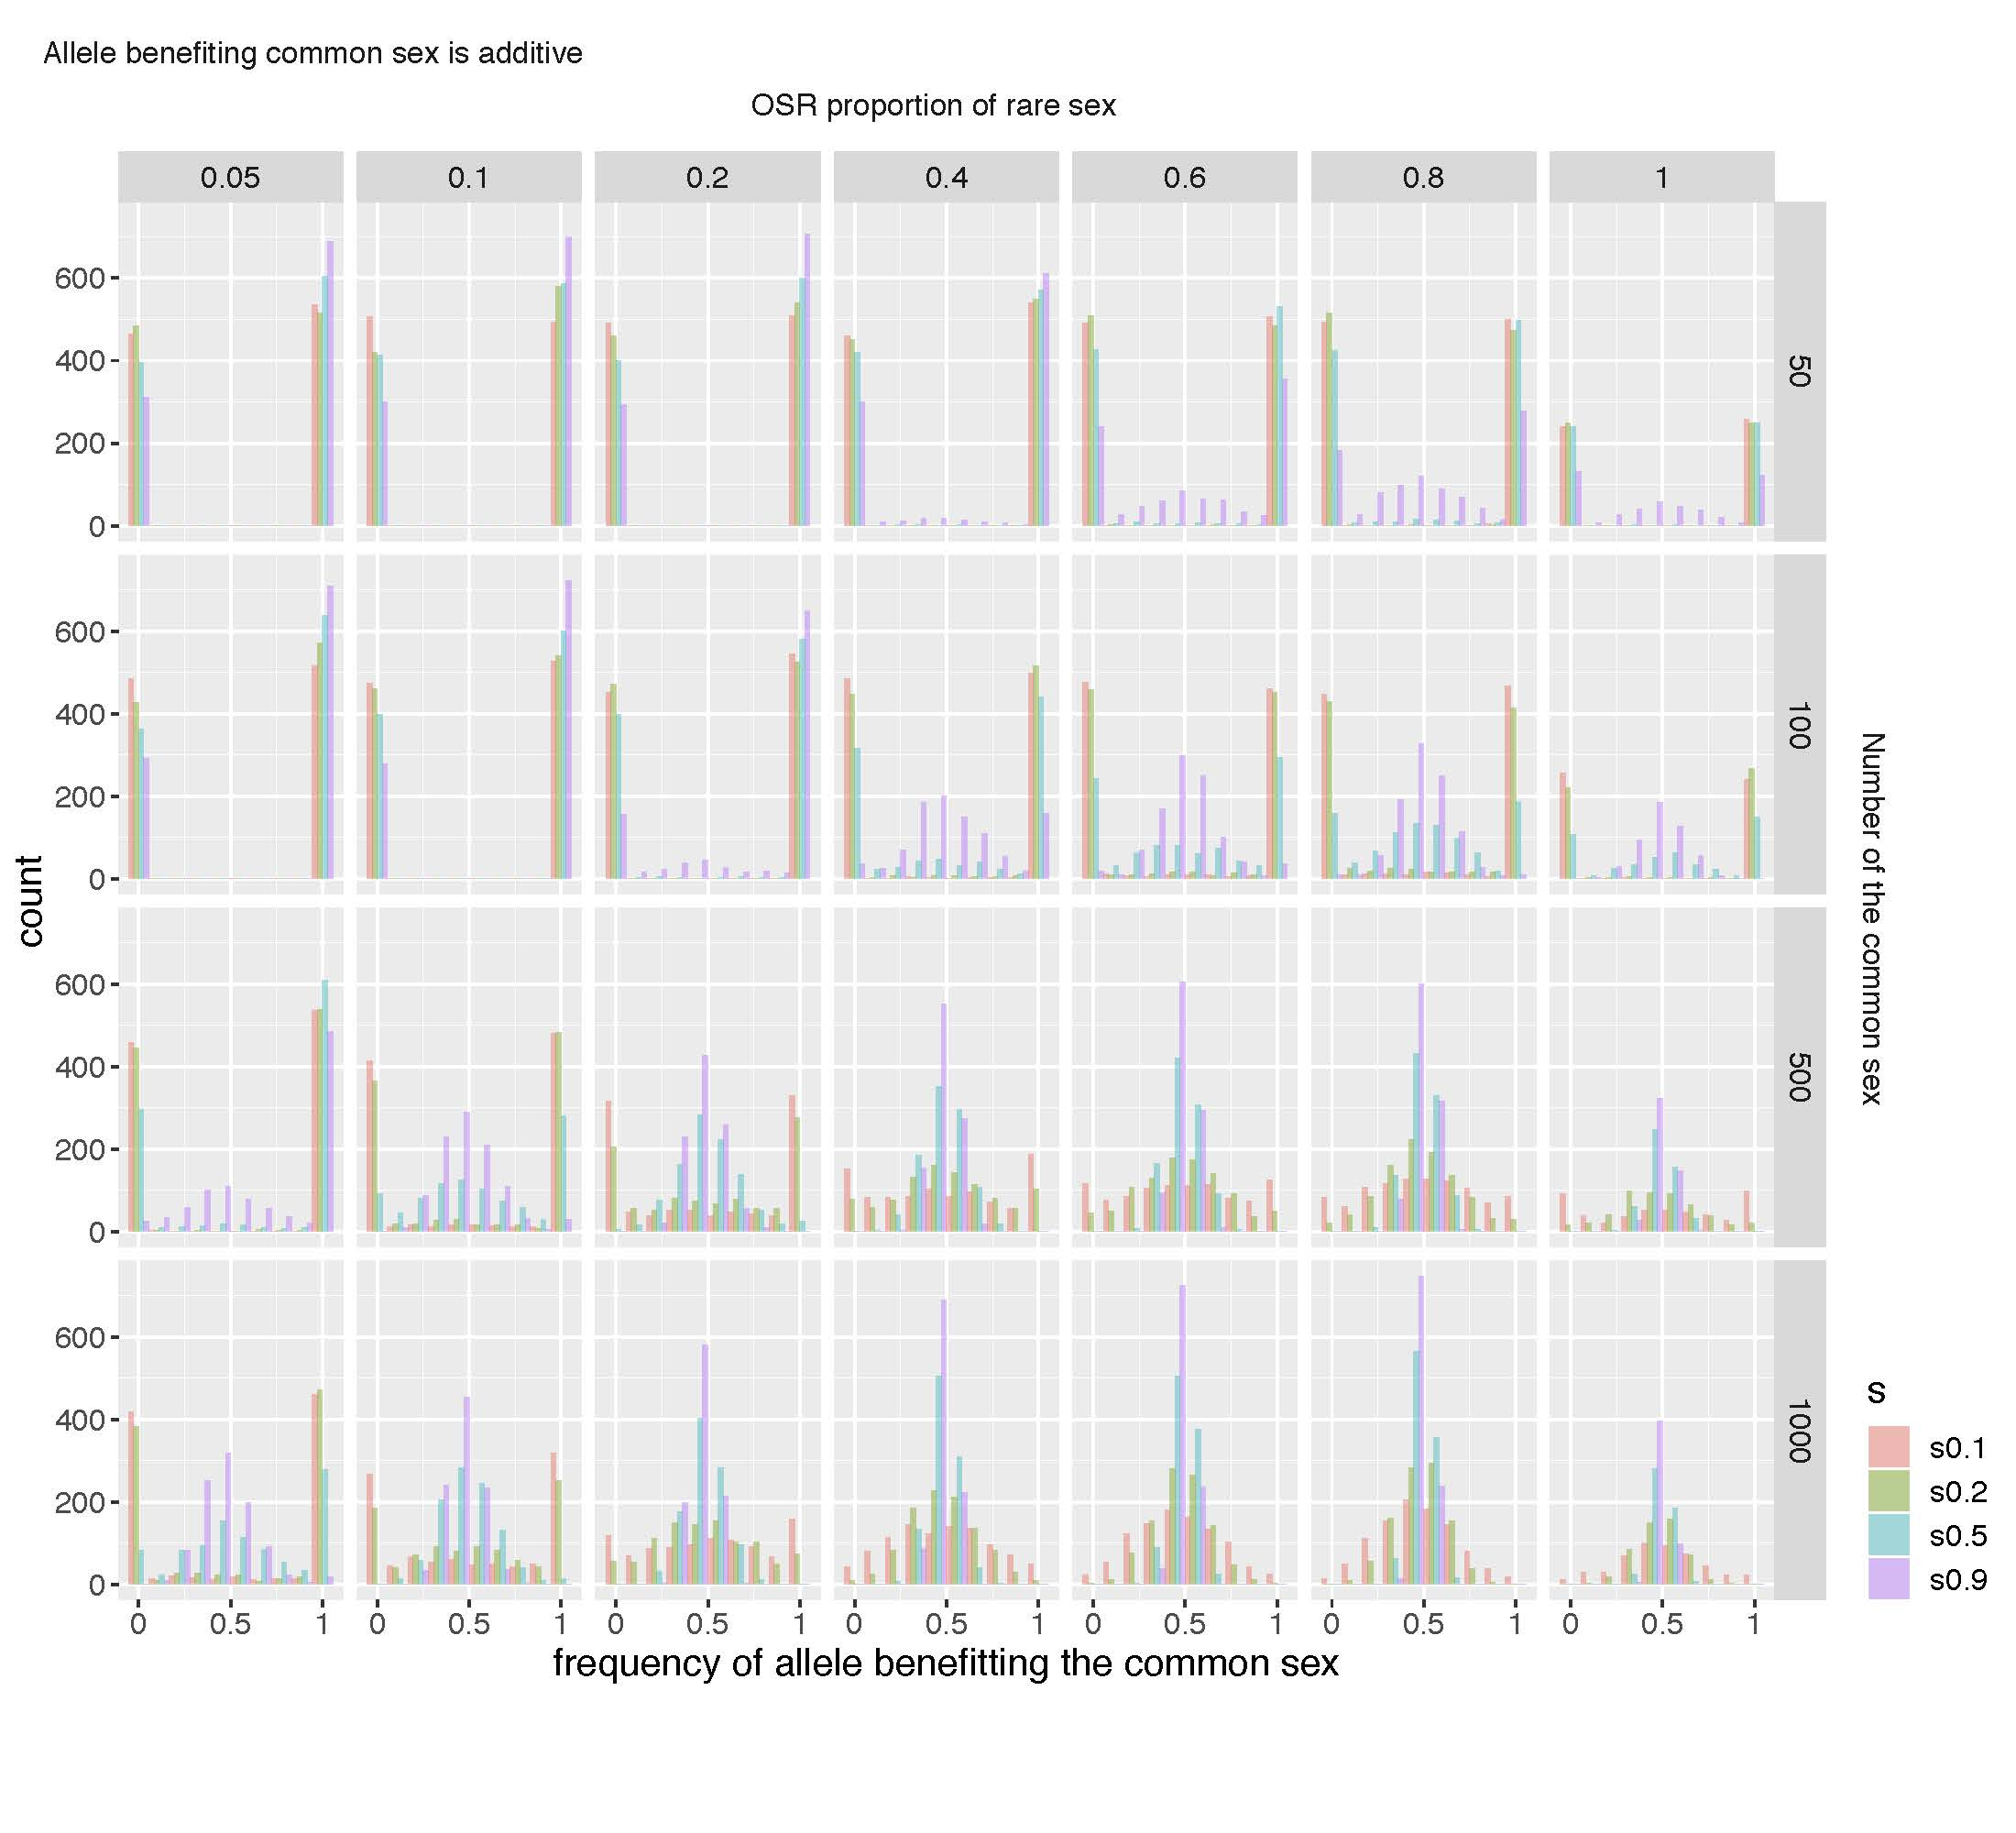 Allele benefiting common sex is additive
OSR proportion of rare sex
0.05 0.1 0.2 0.4 0.6 0.8 1
600
400
200
0
50
600
400
200
0
100
600
400
200
0
500
600
400
200
0
1000
count
Number of the common sex
0 0.5 1 0 0.5 1 0 0.5 1 0 0.5 1 0 0.5 1 0 0.5 1 0 0.5 1
frequency of allele benefitting the common sex
s
s0.1
s0.2
s0.5
s0.9